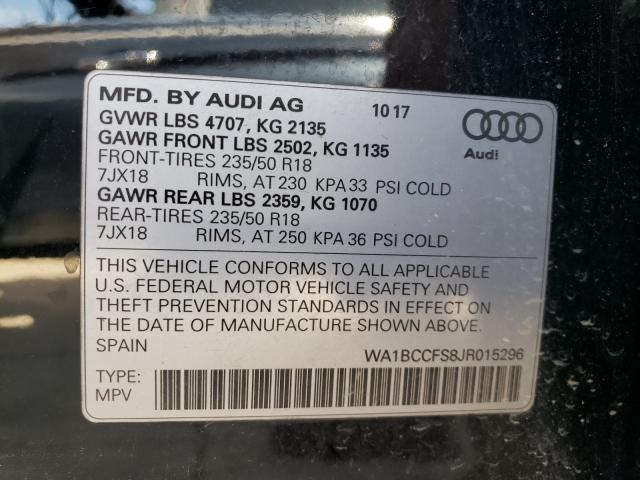 MFD. BY AUDI AG 10 17
GVWR LBS 4707, KG 2135
GAWR FRONT LBS 2502, KG 1135
FRONT-TIRES 235/50 R18
7JX18 RIMS, AT 230 KPA 33 PSI COLD
GAWR REAR LBS 2359, KG 1070
REAR-TIRES 235/50 R18
7JX18 RIMS, AT 250 KPA 36 PSI COLD
Audi
THIS VEHICLE CONFORMS TO ALL APPLICABLE
U.S. FEDERAL MOTOR VEHICLE SAFETY AND
THEFT PREVENTION STANDARDS IN EFFECT ON
THE DATE OF MANUFACTURE SHOWN ABOVE.
SPAIN WA1BCCFS8JR015296
TYPE:
MPV